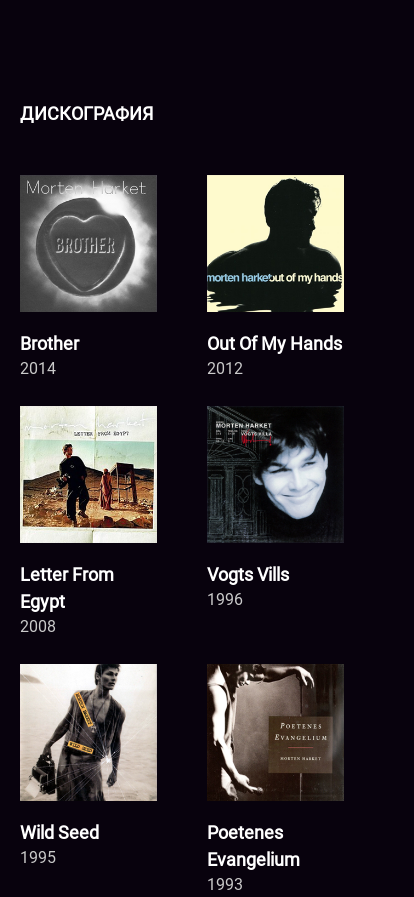 ДИСКОГРАФИЯ
Morten Harket
BROTHER
morten harket out of my hands
Brother
2014
Out Of My Hands
2012
LETTER FROM EGYPT
MORTEN HARKET
VOGTS VILLA
Letter From
Egypt
2008
Vogts Vills
1996
WILD SEED
POETENES
EVANGELIUM
MORTEN HARKET
Wild Seed
1995
Poetenes
Evangelium
1993